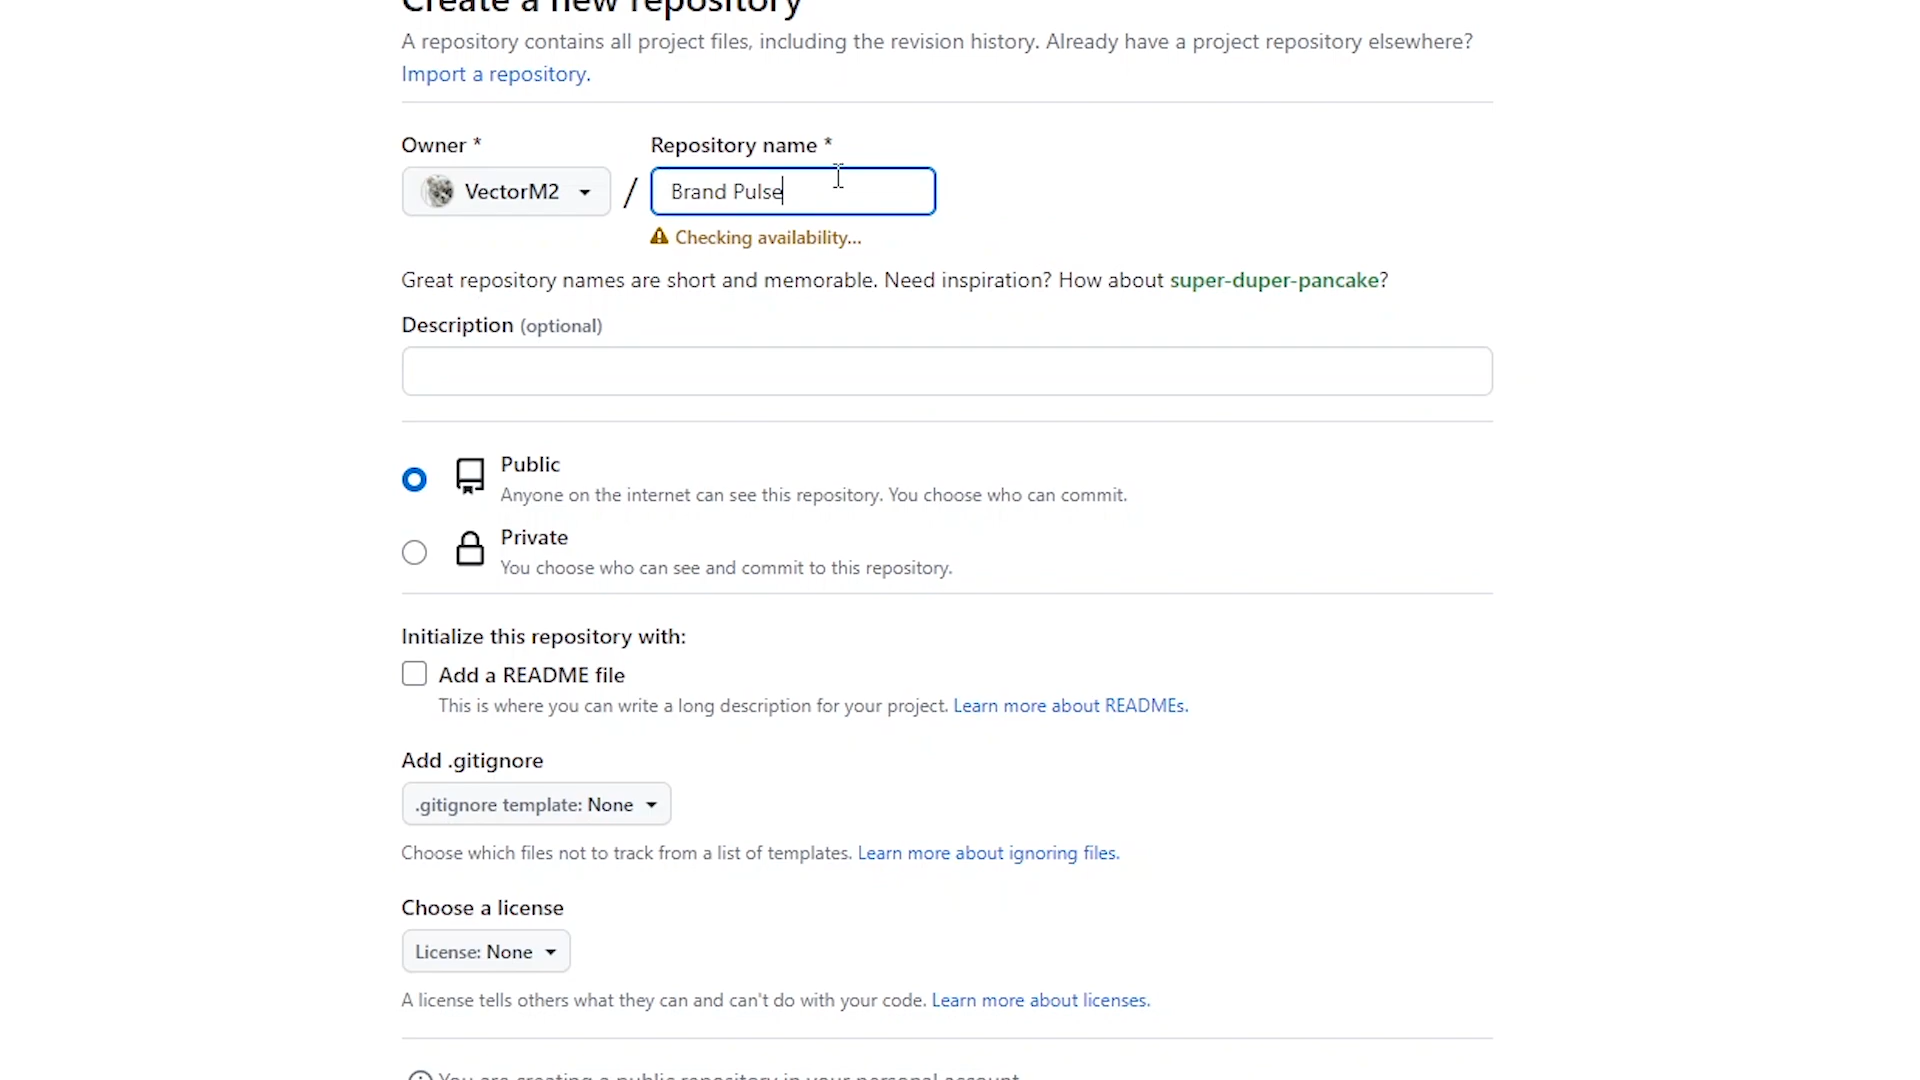 Create a new repository
A repository contains all project files, including the revision history. Already have a project repository elsewhere?
Import a repository.
Owner * Repository name *
VectorM2 / Brand Pulse
Checking availability...
Great repository names are short and memorable. Need inspiration? How about super-duper-pancake?
Description (optional)
Public
Anyone on the internet can see this repository. You choose who can commit.
Private
You choose who can see and commit to this repository.
Initialize this repository with:
Add a README file
This is where you can write a long description for your project. Learn more about READMEs.
Add .gitignore
.gitignore template: None
Choose which files not to track from a list of templates. Learn more about ignoring files.
Choose a license
License: None
A license tells others what they can and can't do with your code. Learn more about licenses.
You are creating a public repository in your personal account.